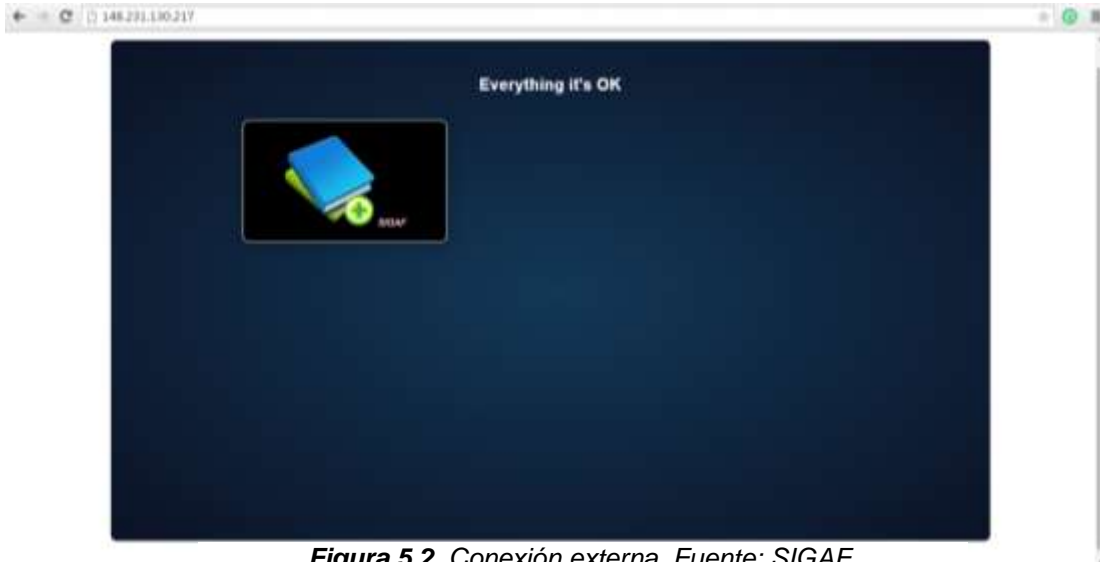 148.231.130.217
Everything it's OK
SIGAF
Figura 5.2. Conexión externa. Fuente: SIGAF